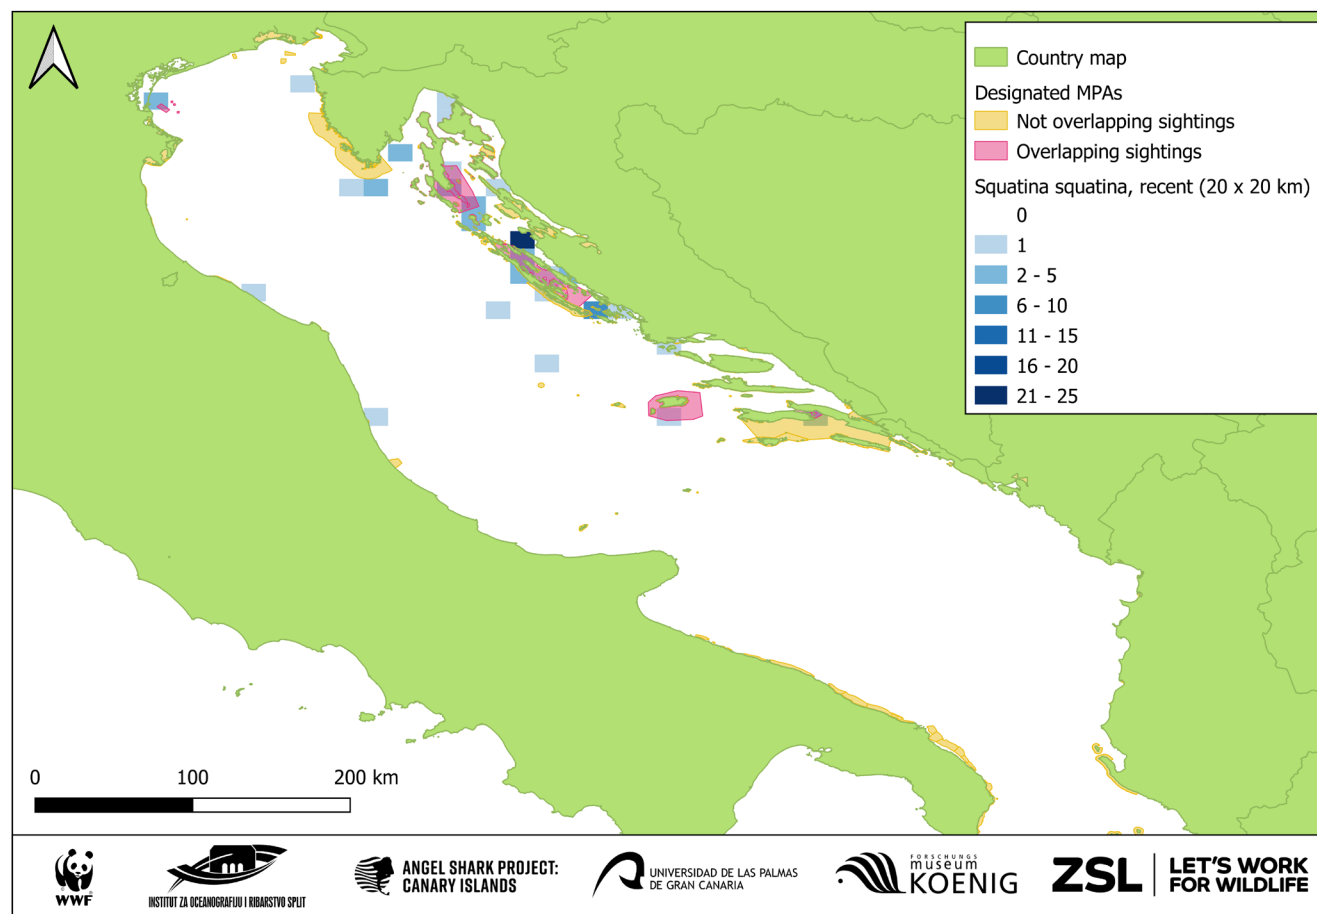 Country map
Designated MPAs
Not overlapping sightings
Overlapping sightings
Squatina squatina, recent (20 x 20 km)
0
1
2 - 5
6 - 10
11 - 15
16 - 20
21 - 25
0 100 200 km
WWF
INSTITUT ZA OCEANOGRAFIJU I RIBARSTVO SPLIT
ANGEL SHARK PROJECT:
CANARY ISLANDS
UNIVERSIDAD DE LAS PALMAS
DE GRAN CANARIA
FORSCHUNGS
museum
KOENIG
ZSL
LET'S WORK
FOR WILDLIFE